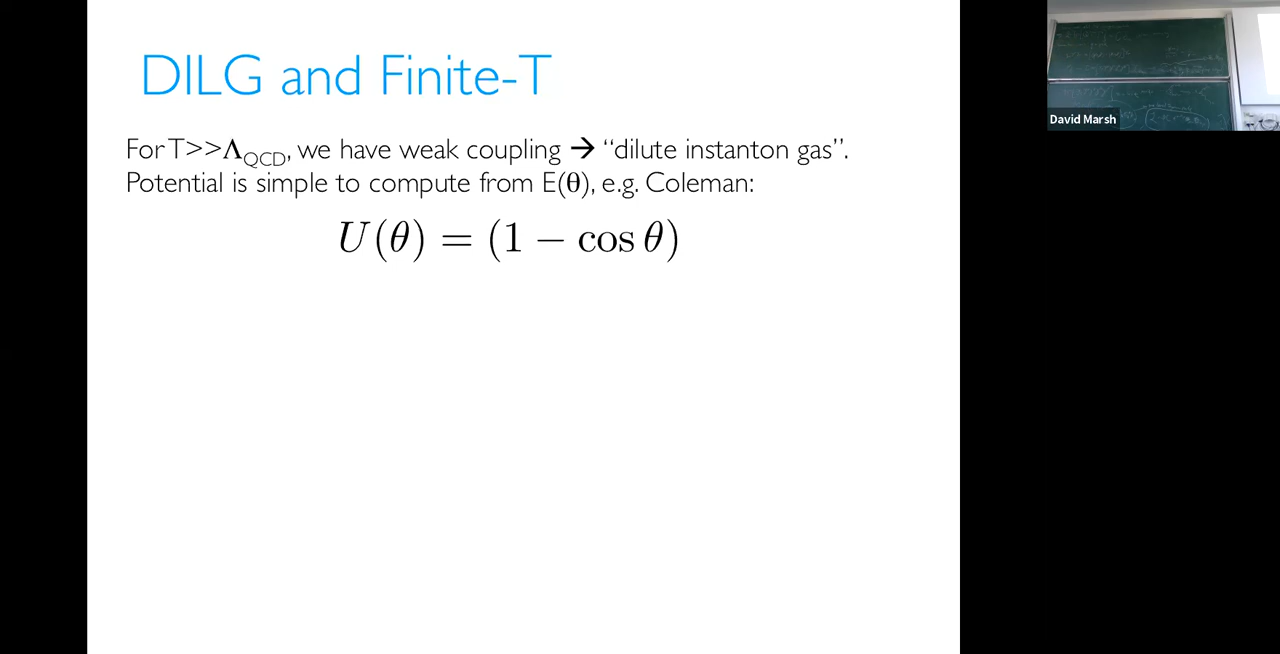 DILG and Finite-T
For T>>Λ_QCD, we have weak coupling → “dilute instanton gas”.
Potential is simple to compute from E(θ), e.g. Coleman:
U(θ) = (1 − cos θ)
David Marsh